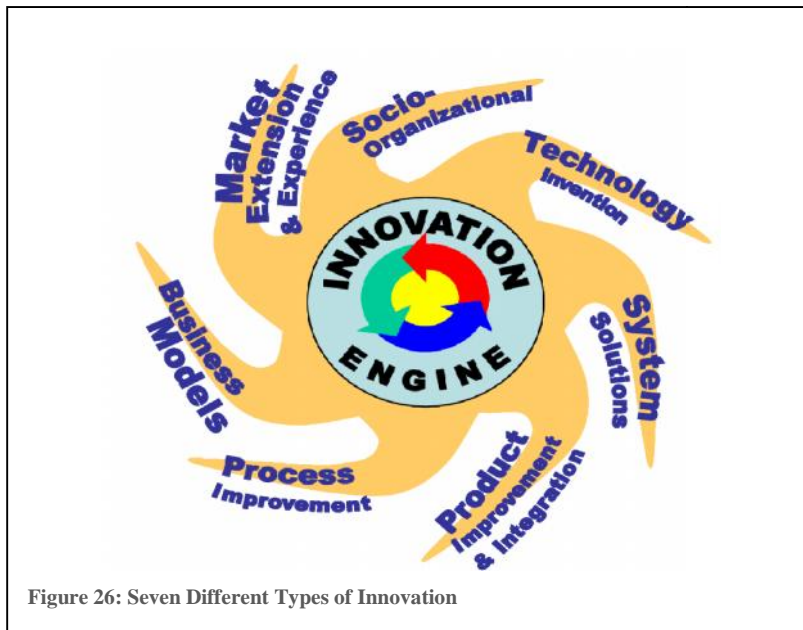 Market
Extension
& Experience
Socio-
Organizational
Technology
Invention
System
Solutions
Product
Improvement
& Integration
Process
Improvement
Business
Models
INNOVATION
ENGINE
Figure 26: Seven Different Types of Innovation